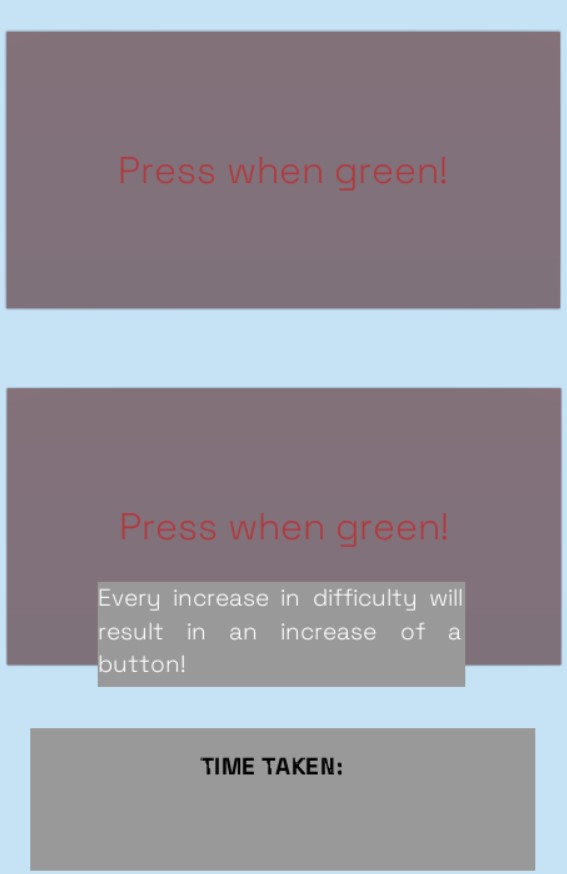 Press when green!
Press when green!
Every increase in difficulty will
result in an increase of a
button!
TIME TAKEN: